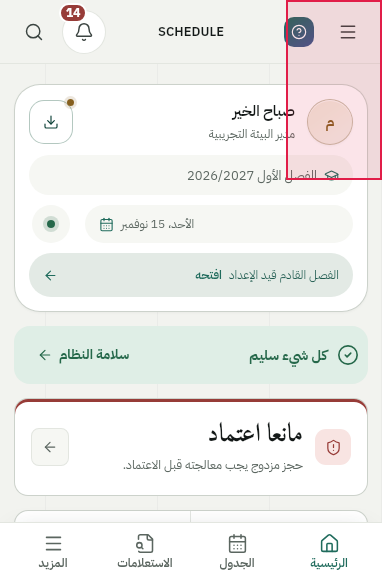 14
SCHEDULE
صباح الخير
م
مدير البيئة التجريبية
الفصل الأول 2026/2027
الأحد، 15 نوفمبر
الفصل القادم قيد الإعداد افتحه
كل شيء سليم
سلامة النظام
مانعا اعتماد
حجز مزدوج يجب معالجته قبل الاعتماد.
الرئيسية
الجدول
الاستعلامات
المزيد